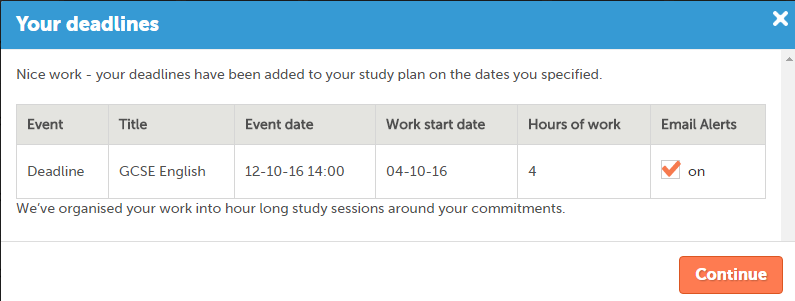 Your deadlines
Nice work - your deadlines have been added to your study plan on the dates you specified.
Event Title Event date Work start date Hours of work Email Alerts
Deadline GCSE English 12-10-16 14:00 04-10-16 4 on
We've organised your work into hour long study sessions around your commitments.
Continue